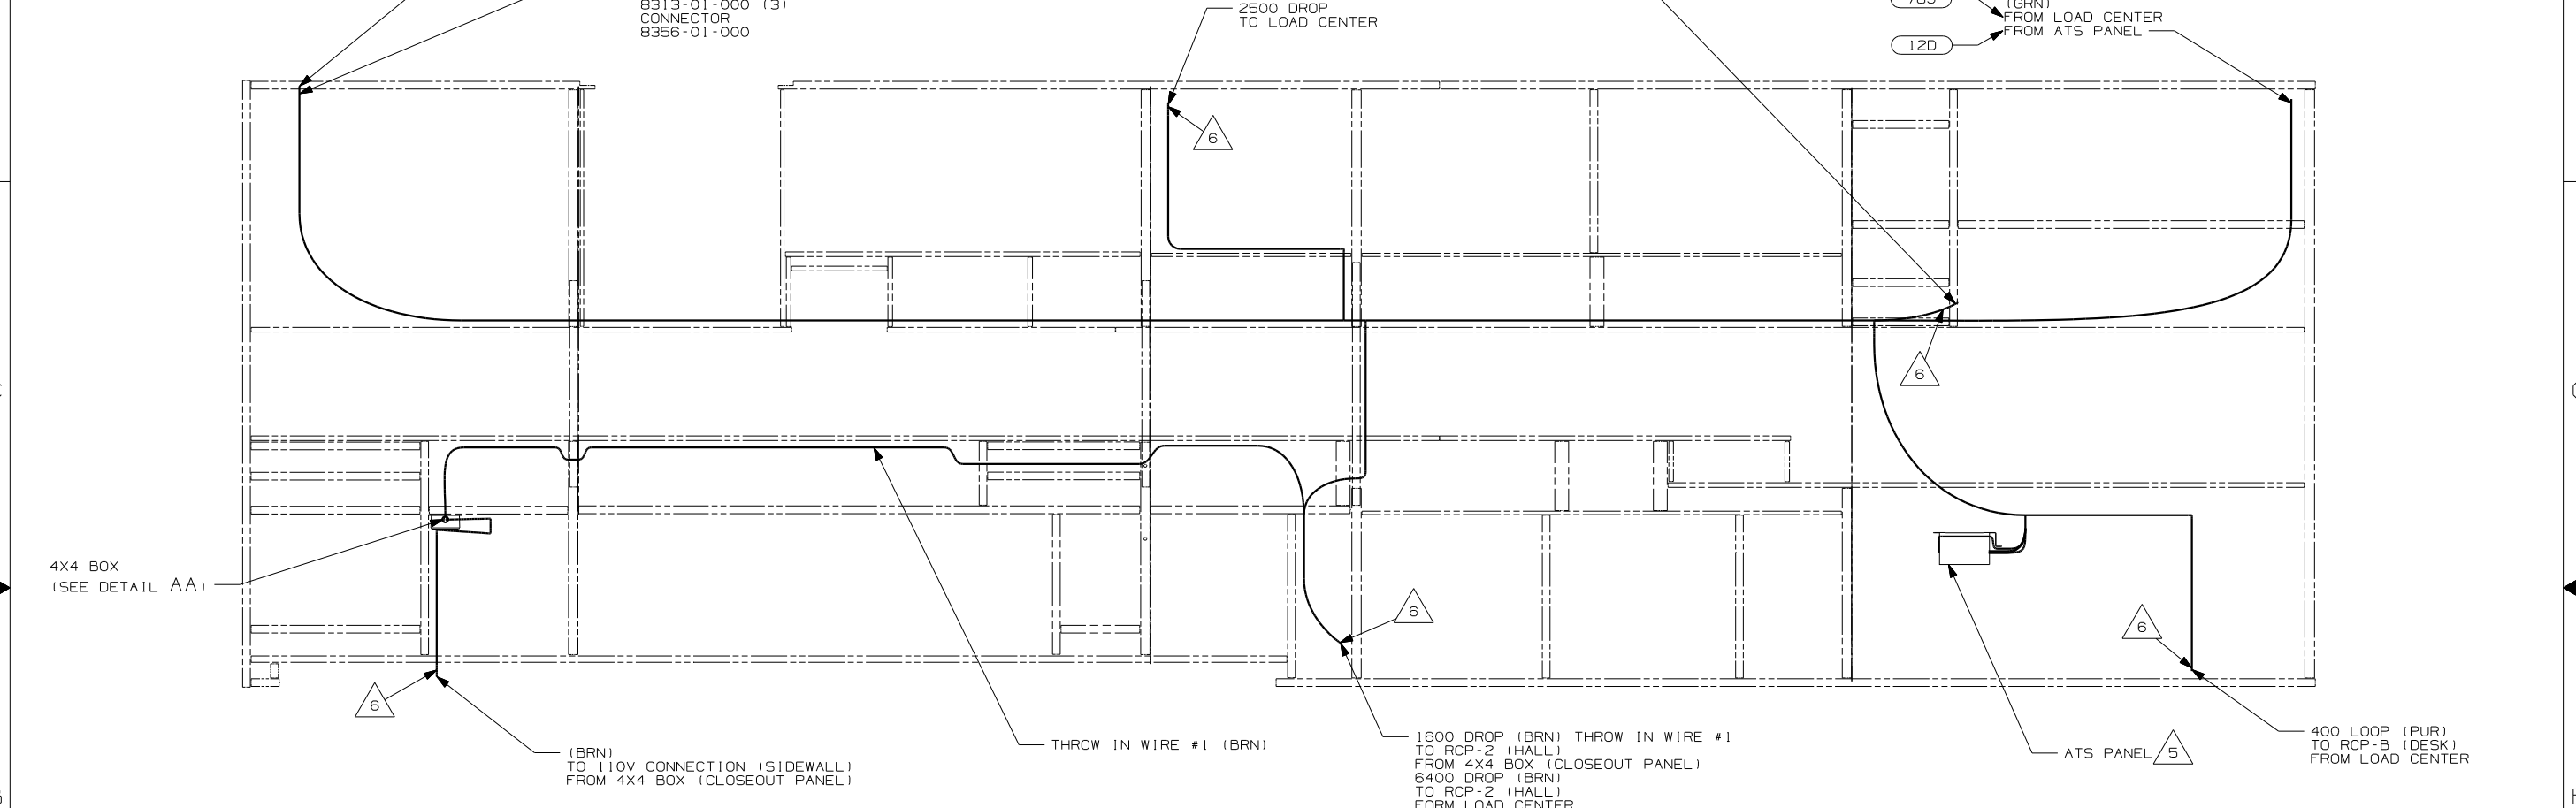 8313-01-000 (3)
CONNECTOR
8356-01-000
2500 DROP
TO LOAD CENTER
(GRN)
FROM LOAD CENTER
FROM ATS PANEL
12D
6
6
4X4 BOX
(SEE DETAIL AA)
6
6
6
(BRN)
TO 110V CONNECTION (SIDEWALL)
FROM 4X4 BOX (CLOSEOUT PANEL)
THROW IN WIRE #1 (BRN)
1600 DROP (BRN) THROW IN WIRE #1
TO RCP-2 (HALL)
FROM 4X4 BOX (CLOSEOUT PANEL)
6400 DROP (BRN)
TO RCP-2 (HALL)
FORM LOAD CENTER
ATS PANEL 5
400 LOOP (PUR)
TO RCP-B (DESK)
FROM LOAD CENTER